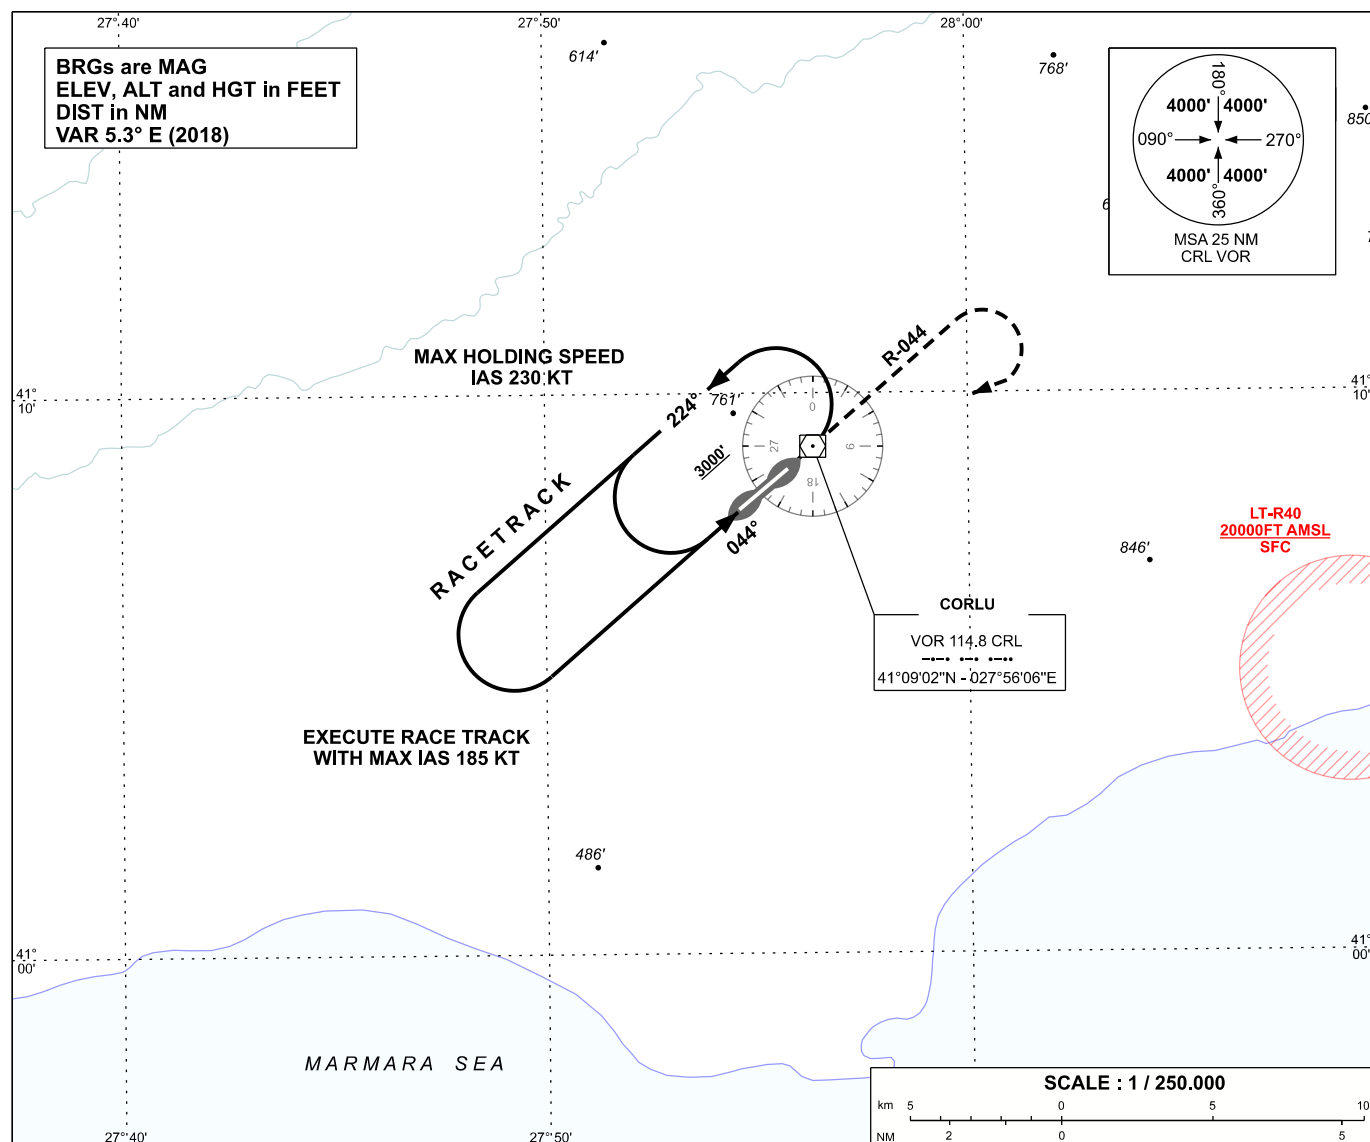 27°40' 27°50' 28°00'
BRGs are MAG
ELEV, ALT and HGT in FEET
DIST in NM
VAR 5.3° E (2018)
614'
768'
850
180°
4000' 4000'
090° 270°
4000' 4000'
360°
MSA 25 NM
CRL VOR
R-044
MAX HOLDING SPEED
IAS 230 KT
41°
10'
41°
10'
224°
761'
3000'
0
9
18
27
RACETRACK
044°
846'
LT-R40
20000FT AMSL
SFC
CORLU
VOR 114.8 CRL
41°09'02"N - 027°56'06"E
EXECUTE RACE TRACK
WITH MAX IAS 185 KT
486'
41°
00'
41°
00'
MARMARA SEA
SCALE : 1 / 250.000
km 5 0 5 10
NM 2 0 5
27°40' 27°50'